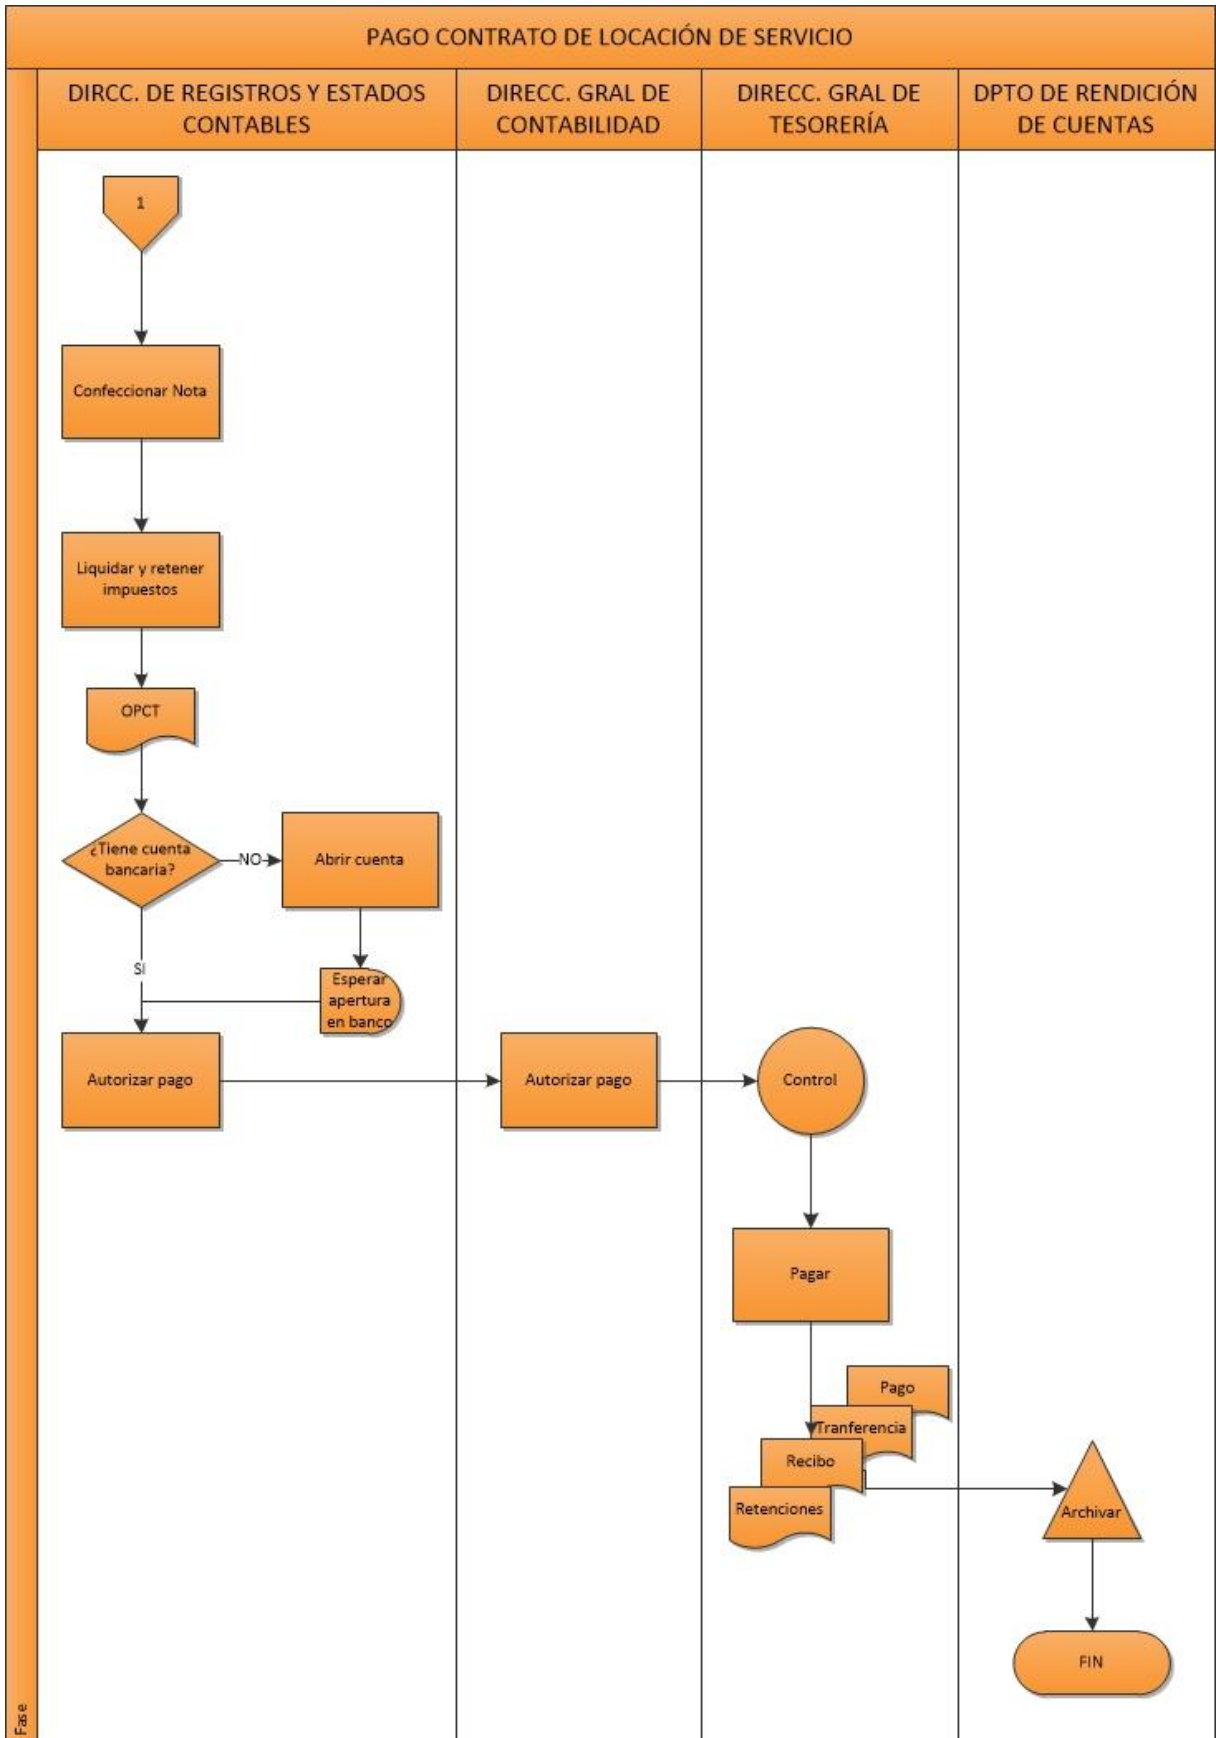 PAGO CONTRATO DE LOCACIÓN DE SERVICIO
DIRCC. DE REGISTROS Y ESTADOS
CONTABLES
DIRECC. GRAL DE
CONTABILIDAD
DIRECC. GRAL DE
TESORERÍA
DPTO DE RENDICIÓN
DE CUENTAS
1
Confeccionar Nota
Liquidar y retener
impuestos
OPCT
¿Tiene cuenta
bancaria?
NO
Abrir cuenta
SI
Esperar
apertura
en banco
Autorizar pago
Autorizar pago
Control
Pagar
Pago
Tranferencia
Recibo
Retenciones
Archivar
FIN
Fase